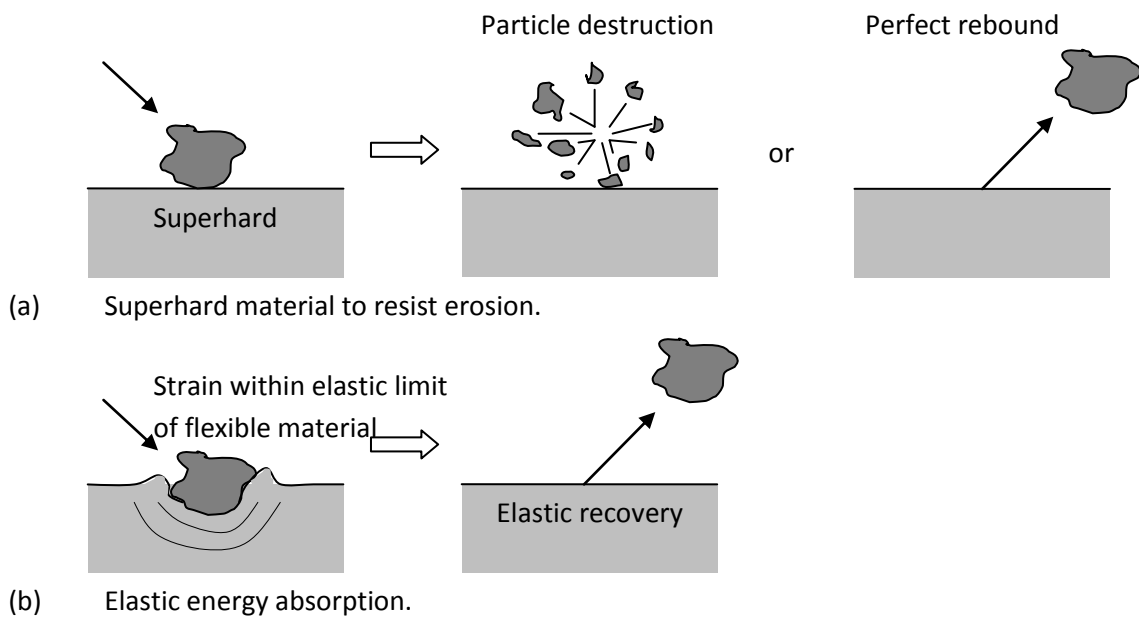 Particle destruction
Perfect rebound
or
Superhard
(a) Superhard material to resist erosion.
Strain within elastic limit
of flexible material
Elastic recovery
(b) Elastic energy absorption.